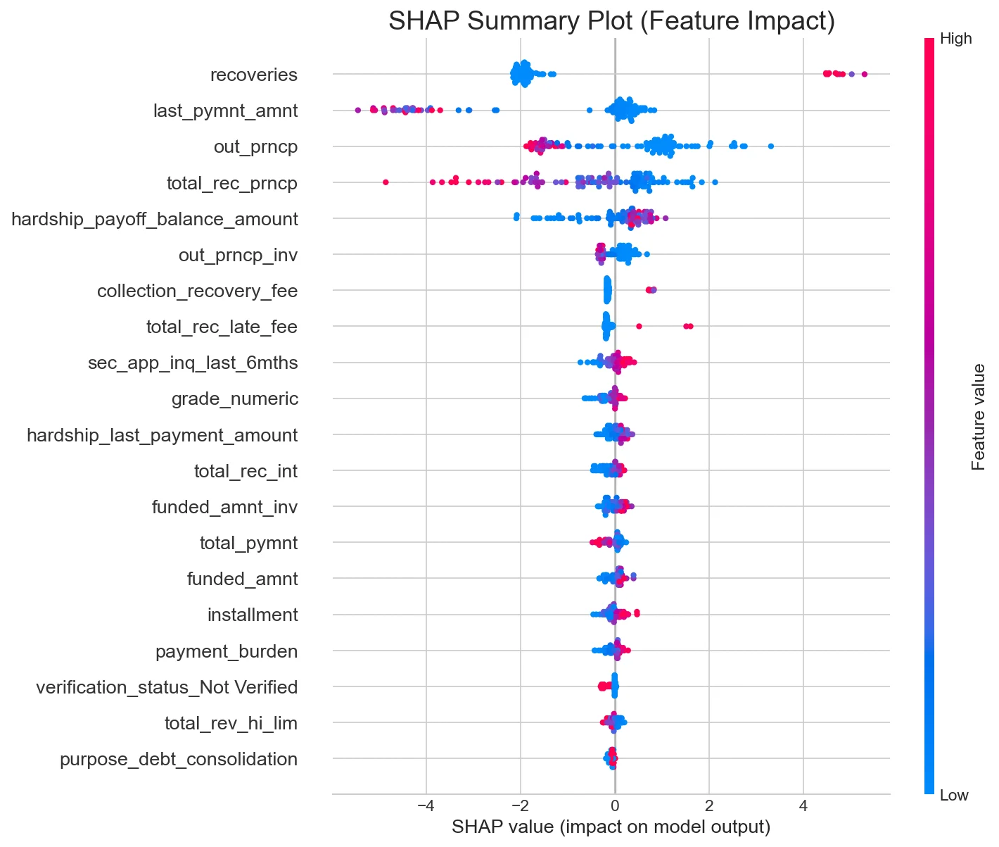 SHAP Summary Plot (Feature Impact)
High
recoveries
last_pymnt_amnt
out_prncp
total_rec_prncp
hardship_payoff_balance_amount
out_prncp_inv
collection_recovery_fee
total_rec_late_fee
sec_app_inq_last_6mths
grade_numeric
hardship_last_payment_amount
total_rec_int
funded_amnt_inv
total_pymnt
funded_amnt
installment
payment_burden
verification_status_Not Verified
total_rev_hi_lim
purpose_debt_consolidation
Feature value
Low
−4 −2 0 2 4
SHAP value (impact on model output)